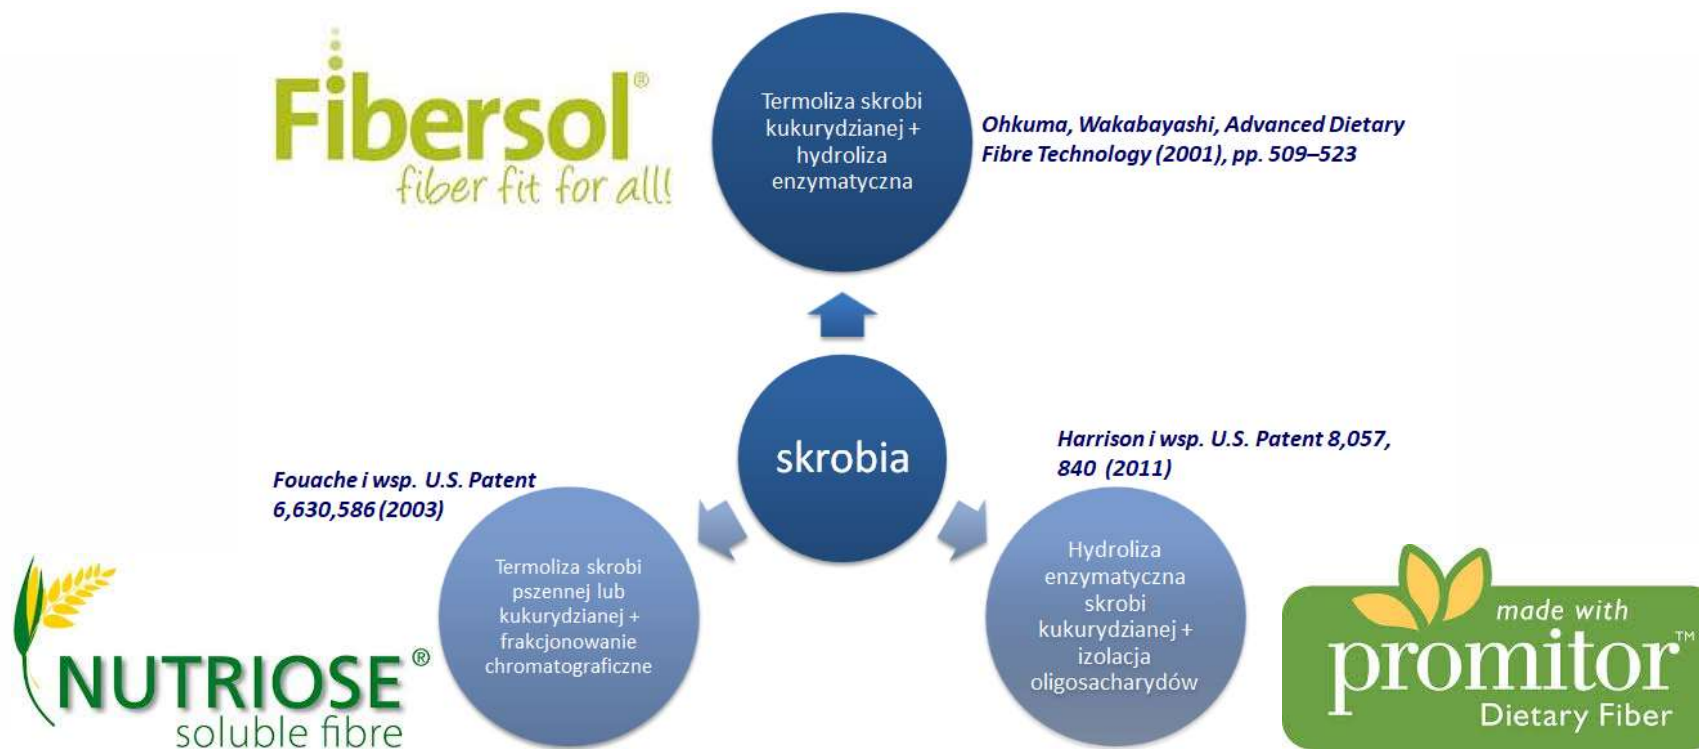 Fibersol®
fiber fit for all!
Termoliza skrobi
kukurydzianej +
hydroliza
enzymatyczna
Ohkuma, Wakabayashi, Advanced Dietary
Fibre Technology (2001), pp. 509–523
skrobia
Fouache i wsp. U.S. Patent
6,630,586 (2003)
Termoliza skrobi
pszennej lub
kukurydzianej +
frakcjonowanie
chromatograficzne
NUTRIOSE®
soluble fibre
Harrison i wsp. U.S. Patent 8,057,
840 (2011)
Hydroliza
enzymatyczna
skrobi
kukurydzianej +
izolacja
oligosacharydów
made with
promitor™
Dietary Fiber